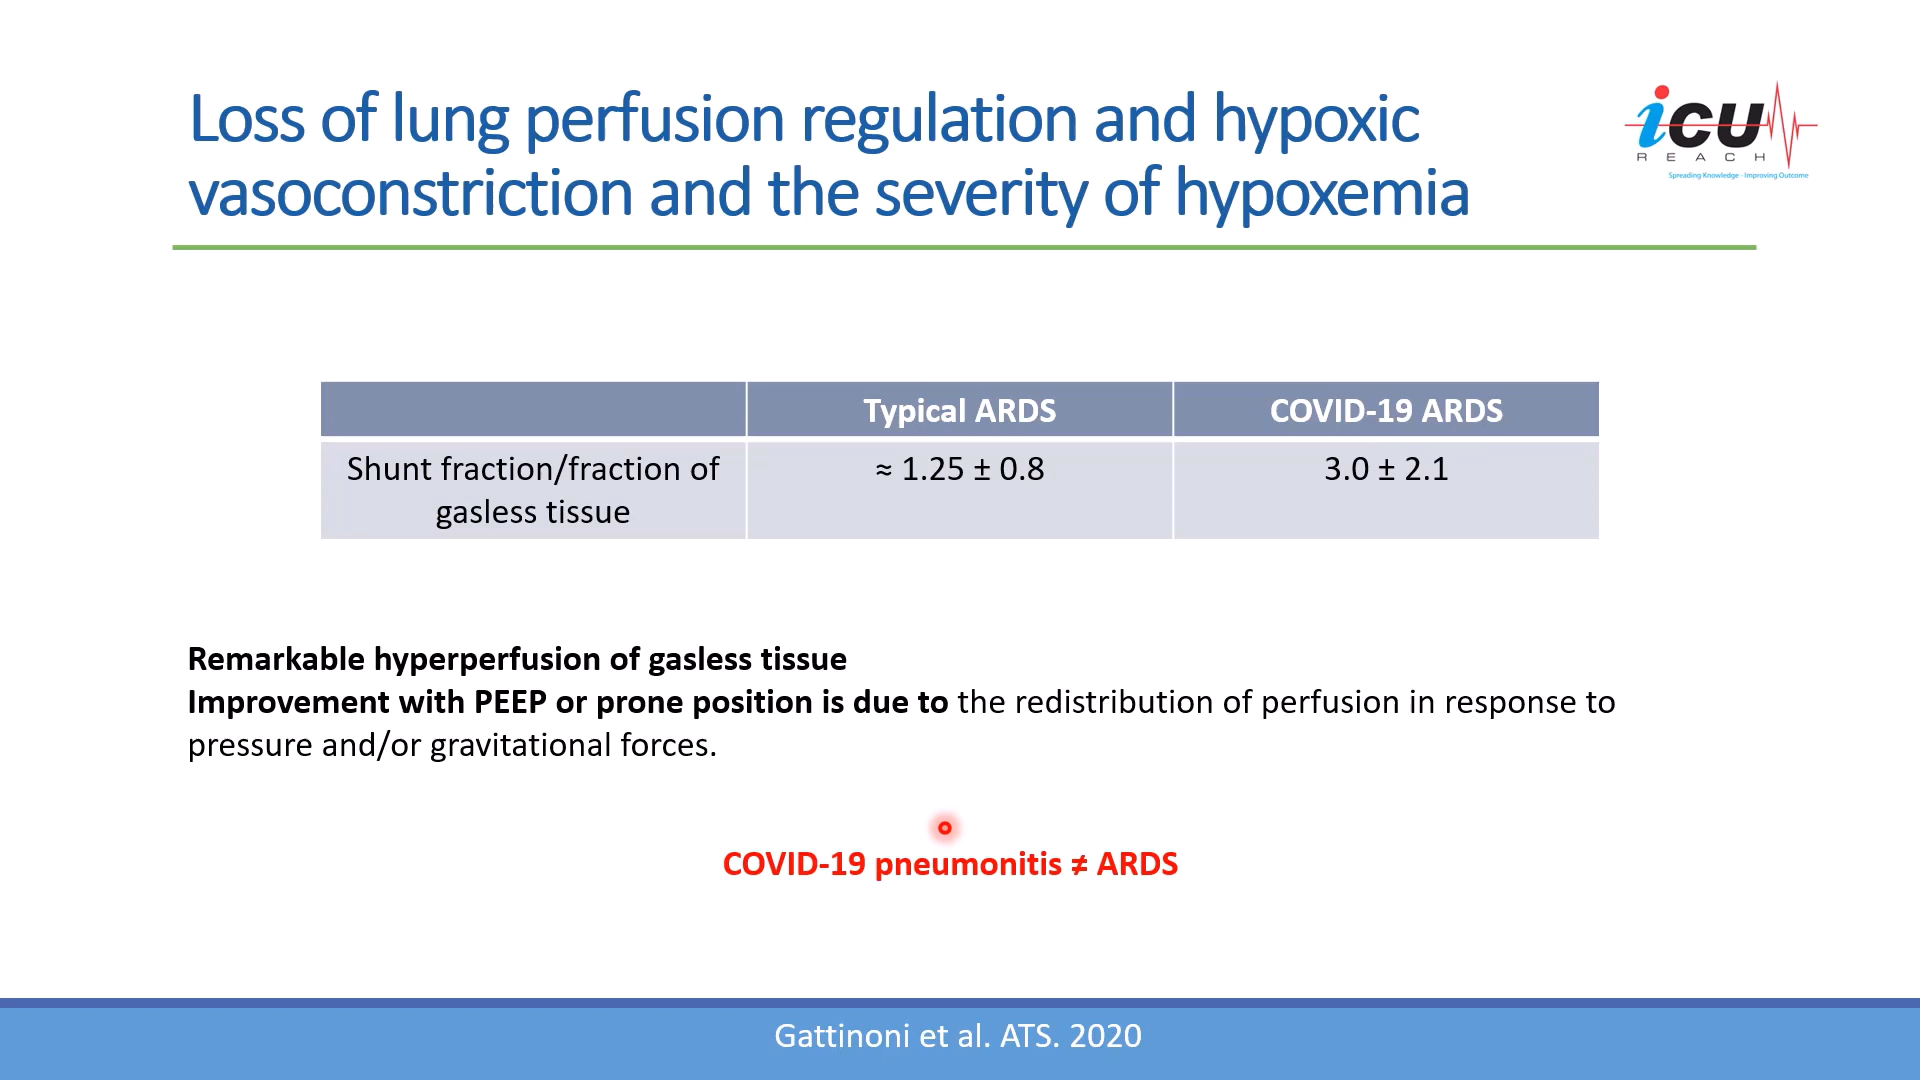 Loss of lung perfusion regulation and hypoxic
vasoconstriction and the severity of hypoxemia
icu
REACH
Spreading Knowledge - Improving Outcome
Typical ARDS
COVID-19 ARDS
Shunt fraction/fraction of
gasless tissue
≈ 1.25 ± 0.8
3.0 ± 2.1
Remarkable hyperperfusion of gasless tissue
Improvement with PEEP or prone position is due to the redistribution of perfusion in response to
pressure and/or gravitational forces.
COVID-19 pneumonitis ≠ ARDS
Gattinoni et al. ATS. 2020